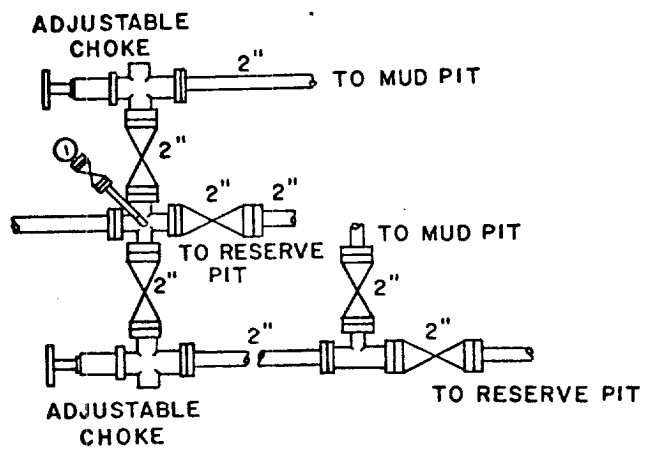 ADJUSTABLE
CHOKE
2"
TO MUD PIT
1
2"
2"
2"
TO RESERVE
PIT
TO MUD PIT
2"
2"
2"
2"
TO RESERVE PIT
ADJUSTABLE
CHOKE